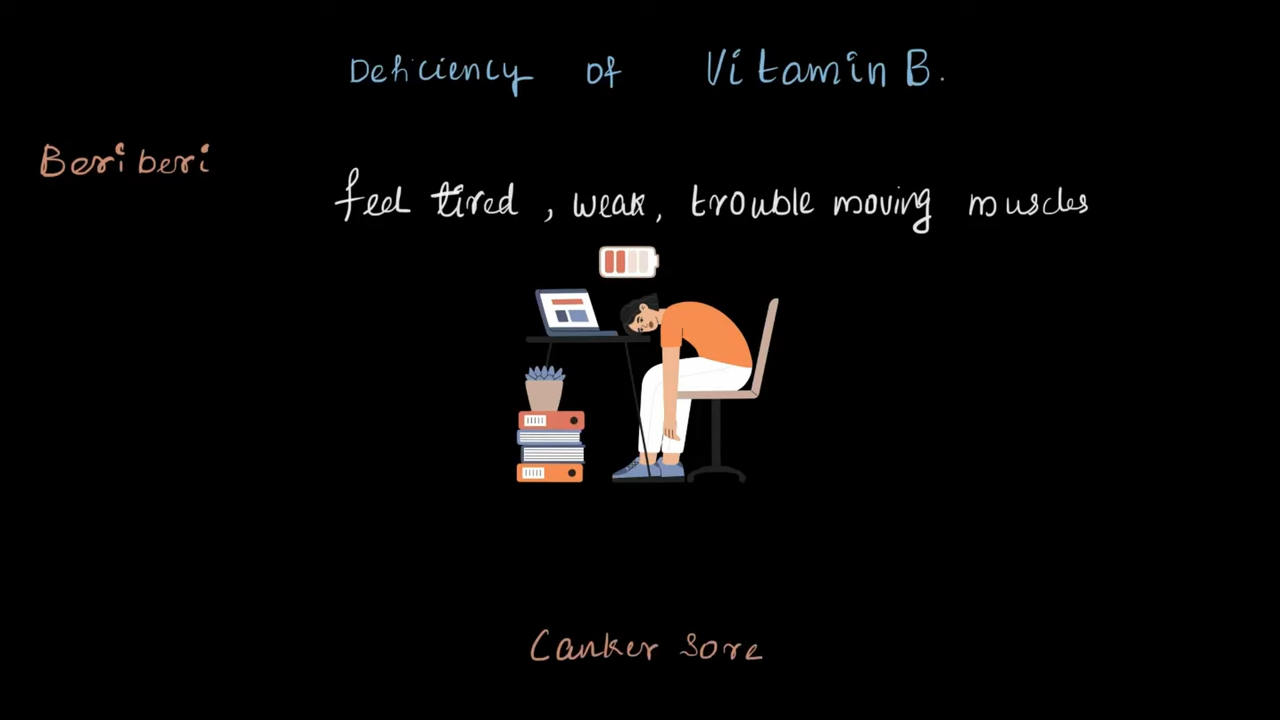 Deficiency of Vitamin B.
Beriberi
feel tired, weak, trouble moving muscles
Canker sore